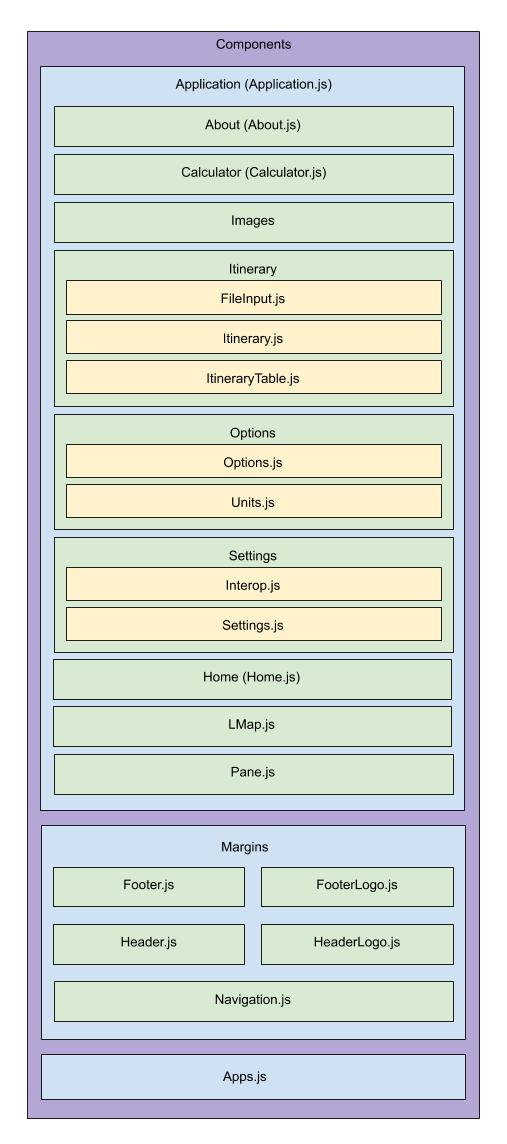 Components
Application (Application.js)
About (About.js)
Calculator (Calculator.js)
Images
Itinerary
FileInput.js
Itinerary.js
ItineraryTable.js
Options
Options.js
Units.js
Settings
Interop.js
Settings.js
Home (Home.js)
LMap.js
Pane.js
Margins
Footer.js
FooterLogo.js
Header.js
HeaderLogo.js
Navigation.js
Apps.js